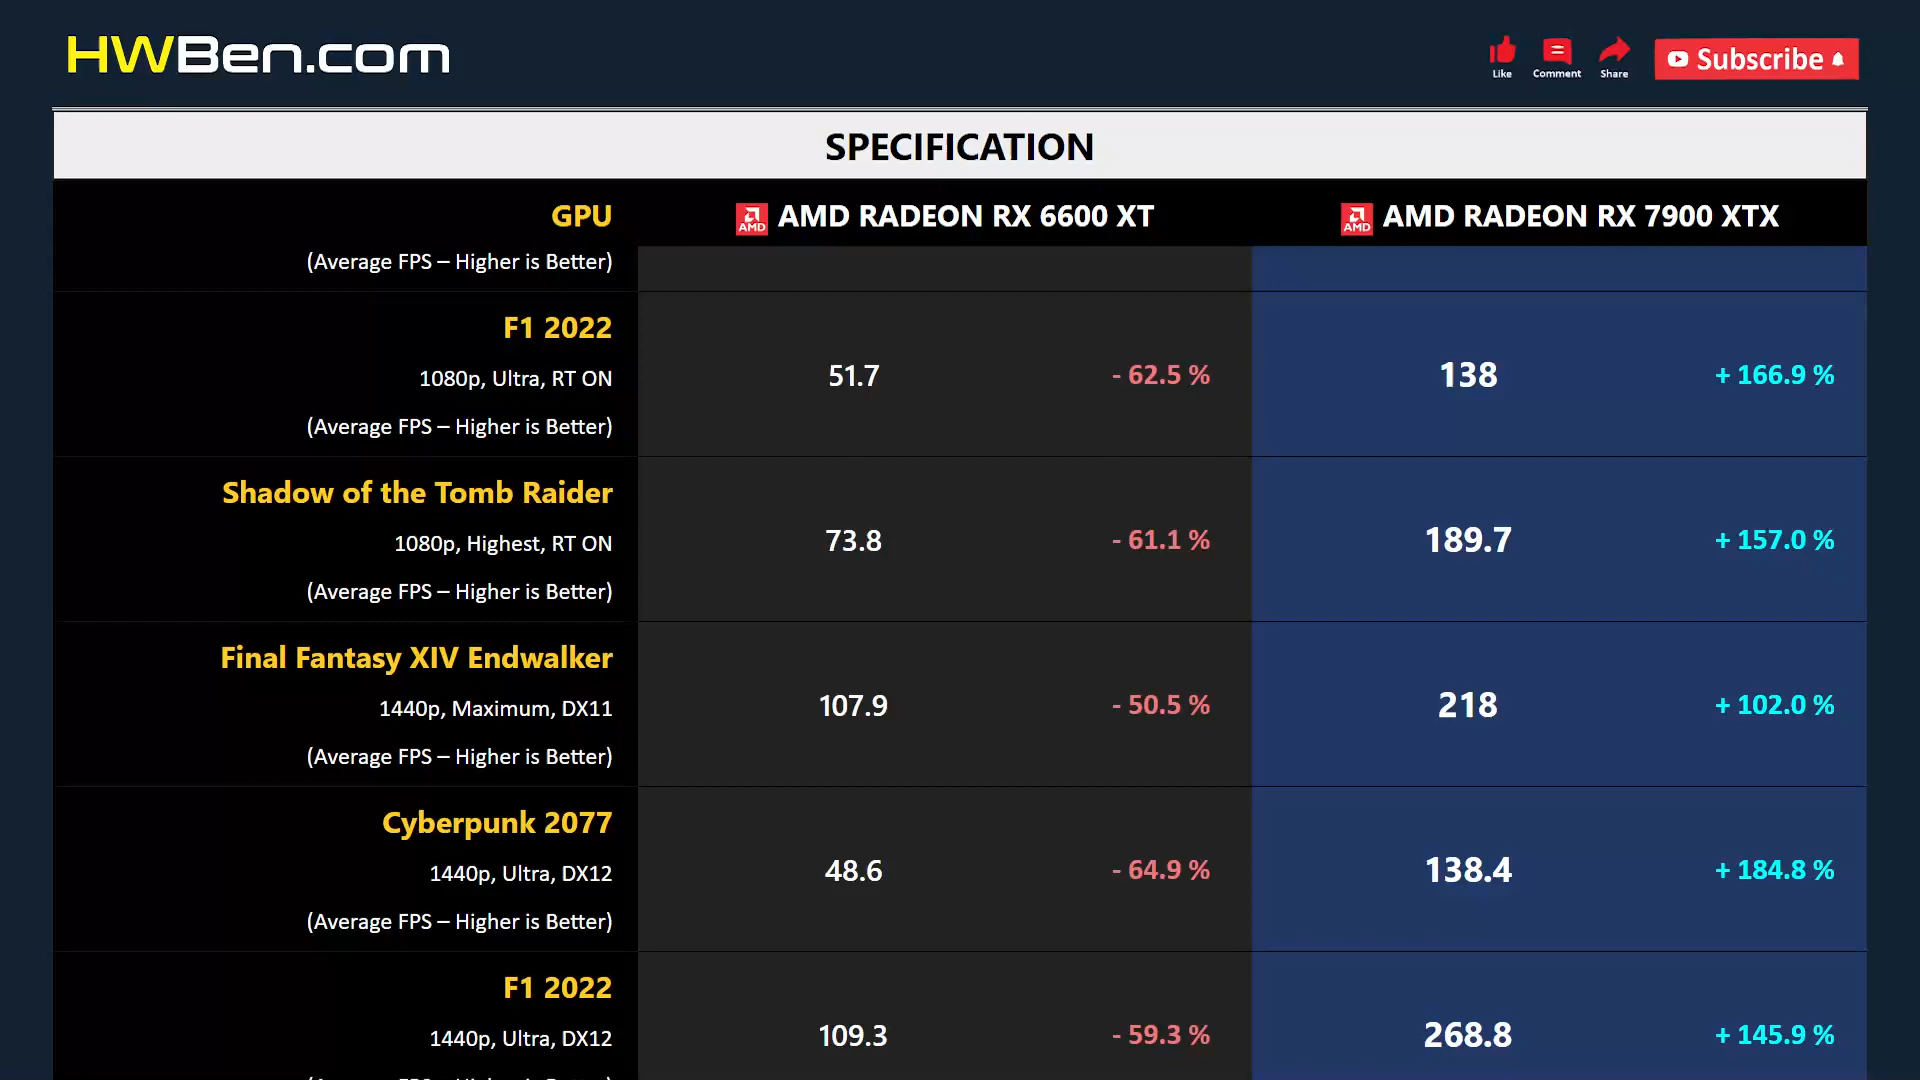 HWBen.com
Like
Comment
Share
Subscribe
SPECIFICATION
GPU
AMD AMD RADEON RX 6600 XT
AMD AMD RADEON RX 7900 XTX
(Average FPS – Higher is Better)
F1 2022
1080p, Ultra, RT ON
(Average FPS – Higher is Better)
51.7
- 62.5 %
138
+ 166.9 %
Shadow of the Tomb Raider
1080p, Highest, RT ON
(Average FPS – Higher is Better)
73.8
- 61.1 %
189.7
+ 157.0 %
Final Fantasy XIV Endwalker
1440p, Maximum, DX11
(Average FPS – Higher is Better)
107.9
- 50.5 %
218
+ 102.0 %
Cyberpunk 2077
1440p, Ultra, DX12
(Average FPS – Higher is Better)
48.6
- 64.9 %
138.4
+ 184.8 %
F1 2022
1440p, Ultra, DX12
109.3
- 59.3 %
268.8
+ 145.9 %